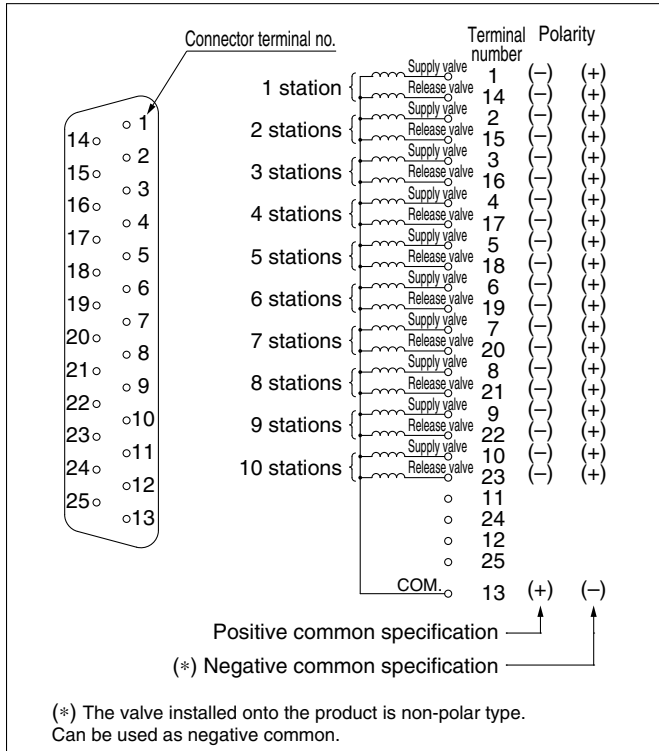 Connector terminal no.
14 1
15 2
16 3
17 4
18 5
19 6
20 7
21 8
22 9
23 10
24 11
25 12
13
Terminal number Polarity
1 station Supply valve 1 (−) (+)
Release valve 14 (−) (+)
2 stations Supply valve 2 (−) (+)
Release valve 15 (−) (+)
3 stations Supply valve 3 (−) (+)
Release valve 16 (−) (+)
4 stations Supply valve 4 (−) (+)
Release valve 17 (−) (+)
5 stations Supply valve 5 (−) (+)
Release valve 18 (−) (+)
6 stations Supply valve 6 (−) (+)
Release valve 19 (−) (+)
7 stations Supply valve 7 (−) (+)
Release valve 20 (−) (+)
8 stations Supply valve 8 (−) (+)
Release valve 21 (−) (+)
9 stations Supply valve 9 (−) (+)
Release valve 22 (−) (+)
10 stations Supply valve 10 (−) (+)
Release valve 23 (−) (+)
11
24
12
25
COM. 13 (+) (−)
Positive common specification
(*) Negative common specification
(*) The valve installed onto the product is non-polar type.
Can be used as negative common.